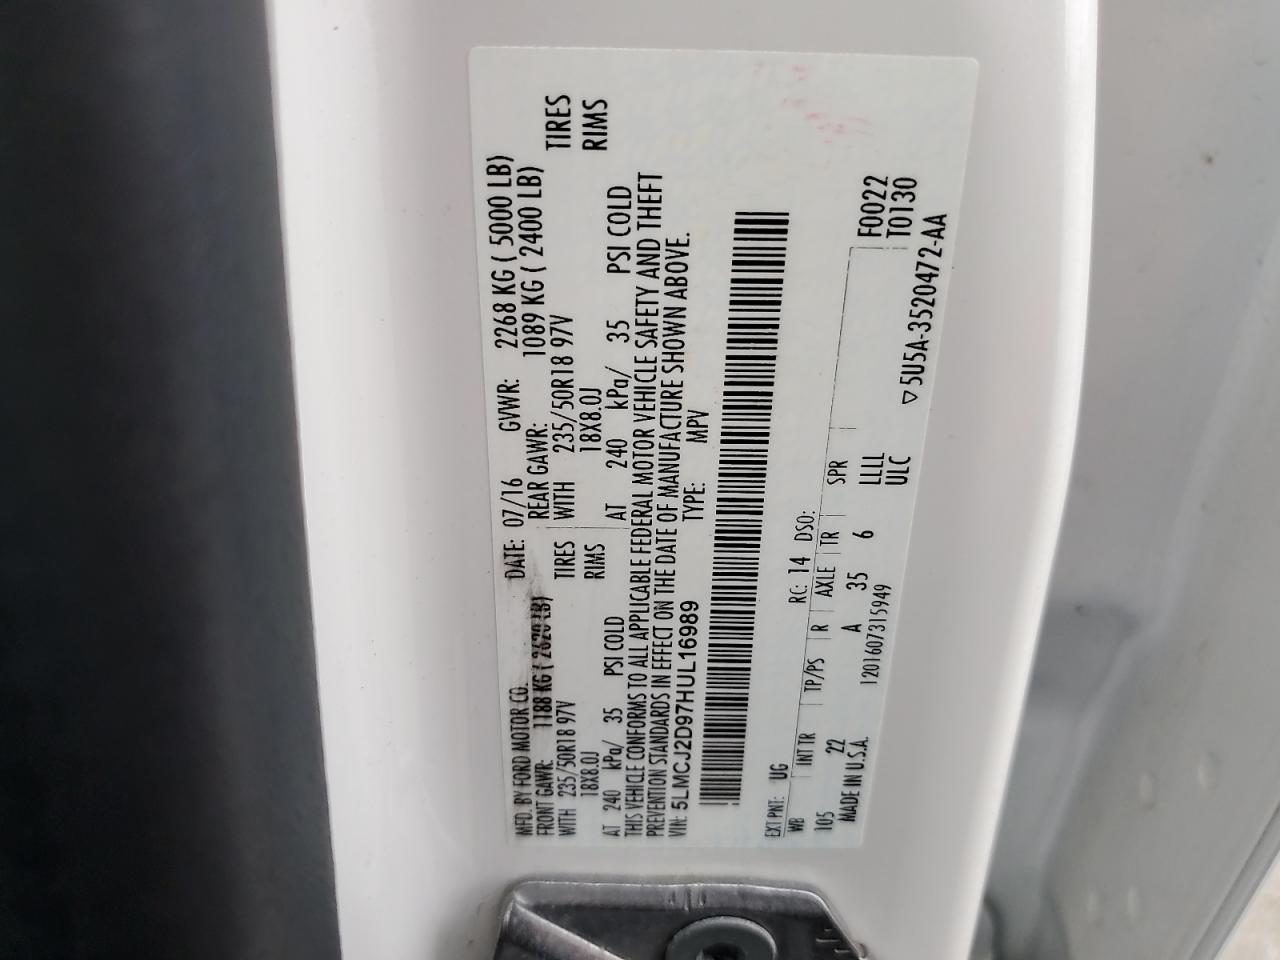 MFD. BY FORD MOTOR CO. DATE: 07/16 GVWR: 2268 KG ( 5000 LB)
FRONT GAWR: 1188 KG ( 2620 LB) REAR GAWR: 1089 KG ( 2400 LB)
WITH 235/50R18 97V TIRES WITH 235/50R18 97V TIRES
18X8.0J RIMS 18X8.0J RIMS
AT 240 kPa/ 35 PSI COLD AT 240 kPa/ 35 PSI COLD
THIS VEHICLE CONFORMS TO ALL APPLICABLE FEDERAL MOTOR VEHICLE SAFETY AND THEFT
PREVENTION STANDARDS IN EFFECT ON THE DATE OF MANUFACTURE SHOWN ABOVE.
VIN: 5LMCJ2D97HUL16989 TYPE: MPV
EXT PNT: UG RC: 14 DSO:
WB INT TR TP/PS R AXLE TR SPR
105 22 A 35 6 LLLL F0022
MADE IN U.S.A. 1201607315949 ULC T0130
▽5U5A-3520472-AA